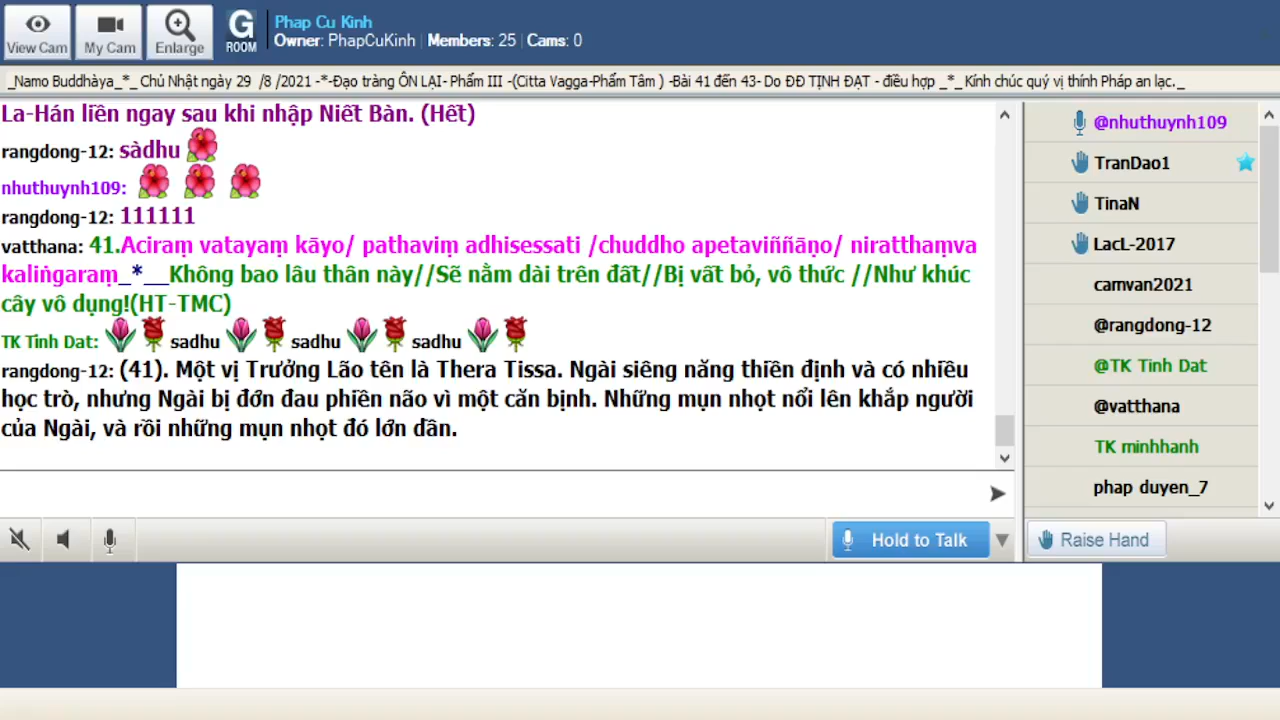 View Cam
My Cam
Enlarge
G
ROOM
Phap Cu Kinh
Owner: PhapCuKinh | Members: 25 | Cams: 0
_Namo Buddhàya_*_ Chủ Nhật ngày 29 /8 /2021 -*-Đạo tràng ÔN LẠI- Phẩm III -(Citta Vagga-Phẩm Tâm ) -Bài 41 đến 43- Do ĐĐ TỊNH ĐẠT - điều hợp _*_ Kính chúc quý vị thính Pháp an lạc._
La-Hán liền ngay sau khi nhập Niết Bàn. (Hết)
rangdong-12: sàdhu
nhuthuynh109:
rangdong-12: 111111
vatthana: 41.Aciraṃ vatayaṃ kāyo/ pathaviṃ adhisessati /chuddho apetaviññāṇo/ niratthaṃva
kaliṅgaraṃ_*__Không bao lâu thân này//Sẽ nằm dài trên đất//Bị vất bỏ, vô thức //Như khúc
cây vô dụng!(HT-TMC)
TK Tinh Dat: sadhu sadhu sadhu
rangdong-12: (41). Một vị Trưởng Lão tên là Thera Tissa. Ngài siêng năng thiền định và có nhiều
học trò, nhưng Ngài bị đớn đau phiền não vì một căn bịnh. Những mụn nhọt nổi lên khắp người
của Ngài, và rồi những mụn nhọt đó lớn dần.
@nhuthuynh109
TranDao1
TinaN
LacL-2017
camvan2021
@rangdong-12
@TK Tinh Dat
@vatthana
TK minhhanh
phap duyen_7
Hold to Talk
Raise Hand